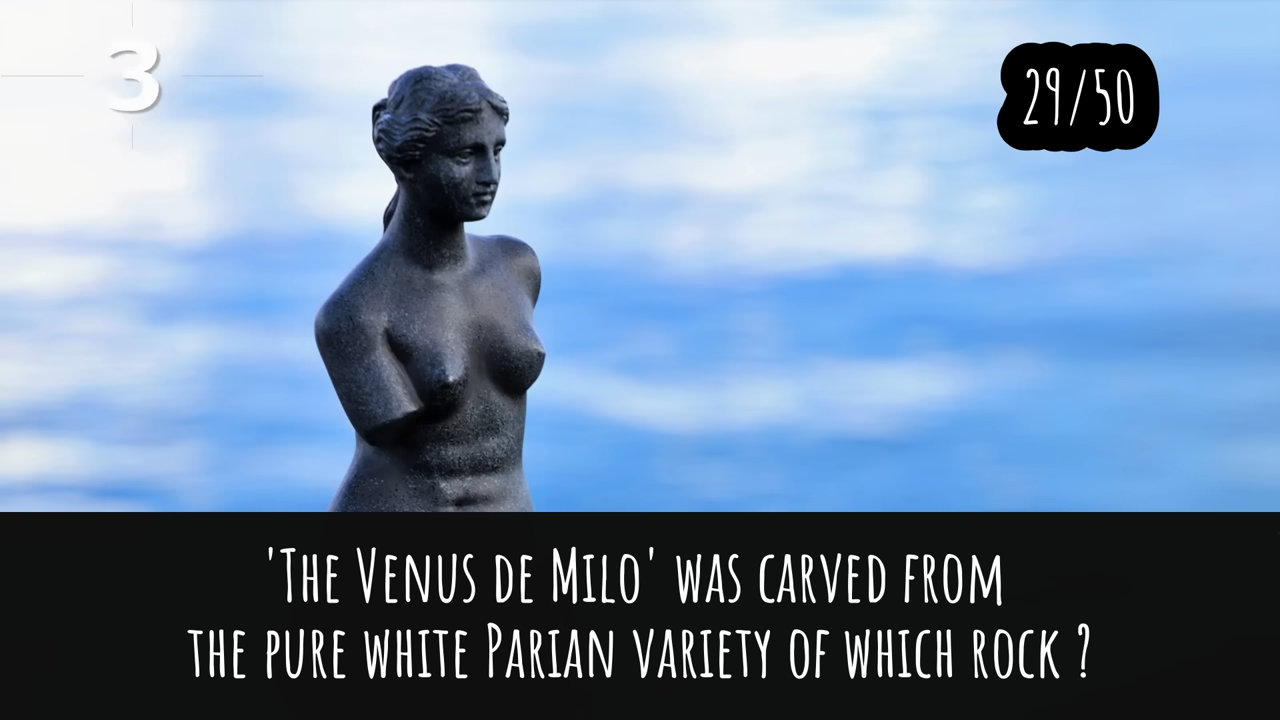 3
29/50
'The Venus de Milo' was carved from
the pure white Parian variety of which rock ?